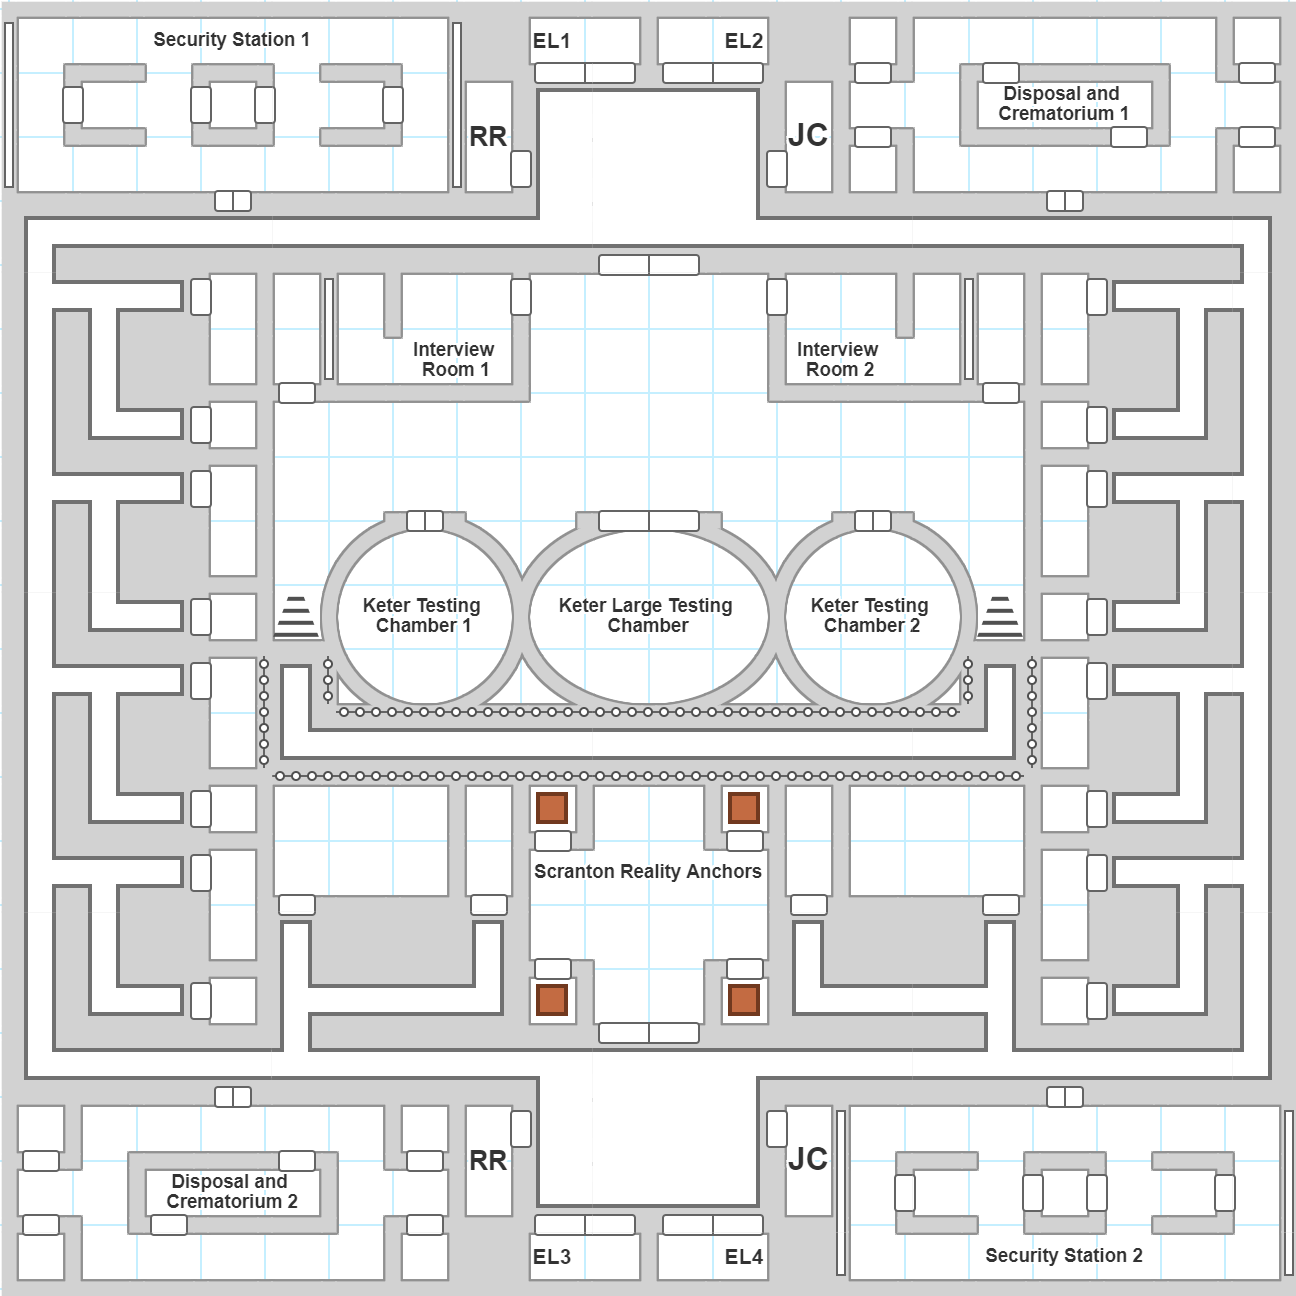 Security Station 1
EL1
EL2
RR
JC
Disposal and
Crematorium 1
Interview
Room 1
Interview
Room 2
Keter Testing
Chamber 1
Keter Large Testing
Chamber
Keter Testing
Chamber 2
Scranton Reality Anchors
Disposal and
Crematorium 2
RR
JC
EL3
EL4
Security Station 2